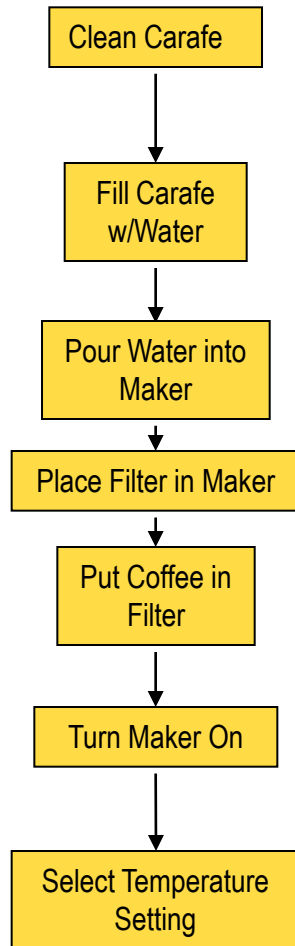 Clean Carafe
Fill Carafe
w/Water
Pour Water into
Maker
Place Filter in Maker
Put Coffee in
Filter
Turn Maker On
Select Temperature
Setting